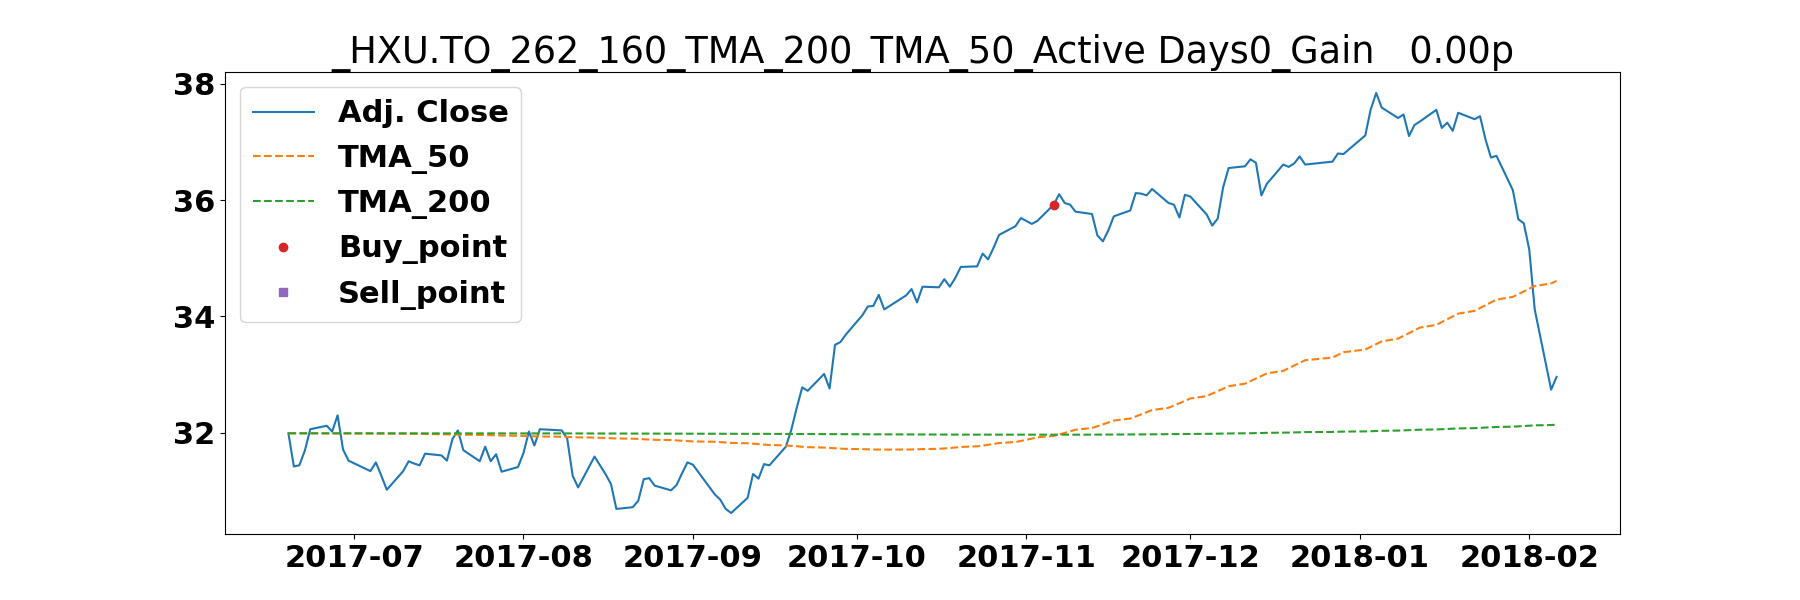 _HXU.TO_262_160_TMA_200_TMA_50_Active Days0_Gain   0.00p
38
36
34
32
Adj. Close
TMA_50
TMA_200
Buy_point
Sell_point
2017-07 2017-08 2017-09 2017-10 2017-11 2017-12 2018-01 2018-02